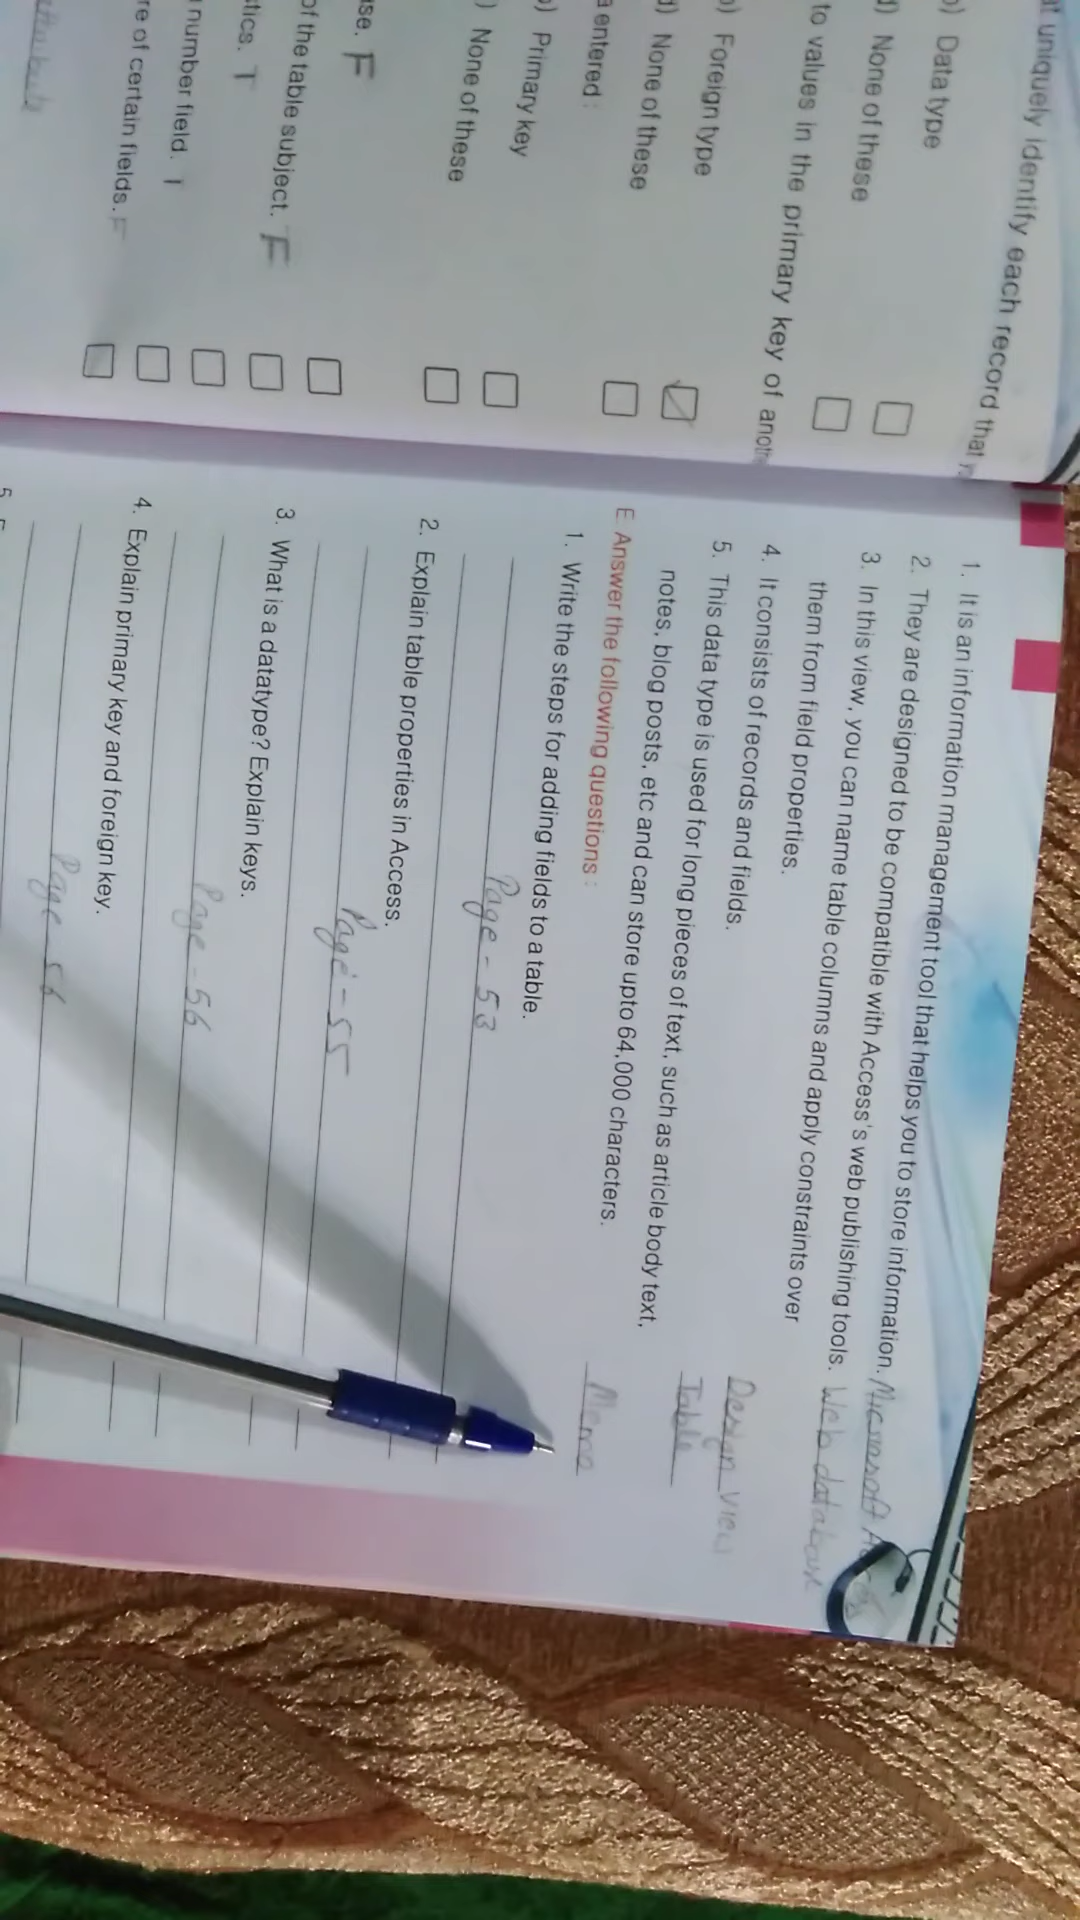 uniquely identify each record that
Data type
d) None of these
to values in the primary key of
Foreign type
d) None of these
entered :
Primary key
None of these
F
of the table subject. F
T
number field. T
of certain fields. F
1. It is an information management tool that helps you to store information. Microsoft
2. They are designed to be compatible with Access's web publishing tools. Web database
3. In this view, you can name table columns and apply constraints over
them from field properties. Design view
4. It consists of records and fields. Table
5. This data type is used for long pieces of text, such as article body text,
notes, blog posts, etc and can store upto 64,000 characters. Memo
E. Answer the following questions :
1. Write the steps for adding fields to a table.
Page - 53
2. Explain table properties in Access.
Page - 55
3. What is a datatype? Explain keys.
Page - 56
4. Explain primary key and foreign key.
Page 56
5